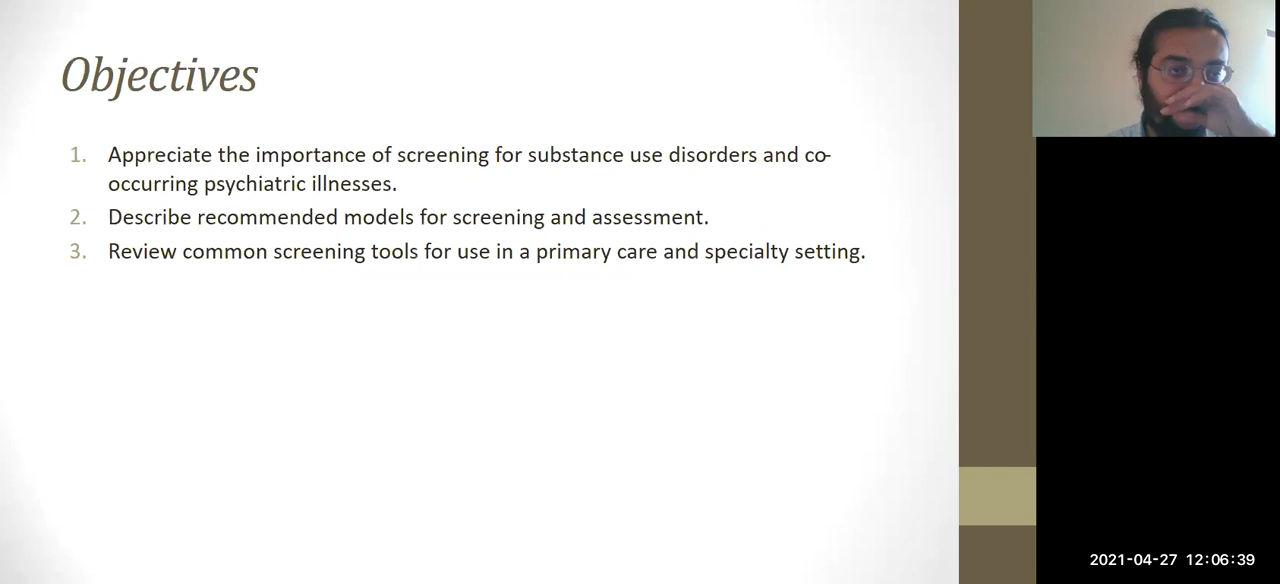 Objectives
1. Appreciate the importance of screening for substance use disorders and co-
occurring psychiatric illnesses.
2. Describe recommended models for screening and assessment.
3. Review common screening tools for use in a primary care and specialty setting.
2021-04-27 12:06:39